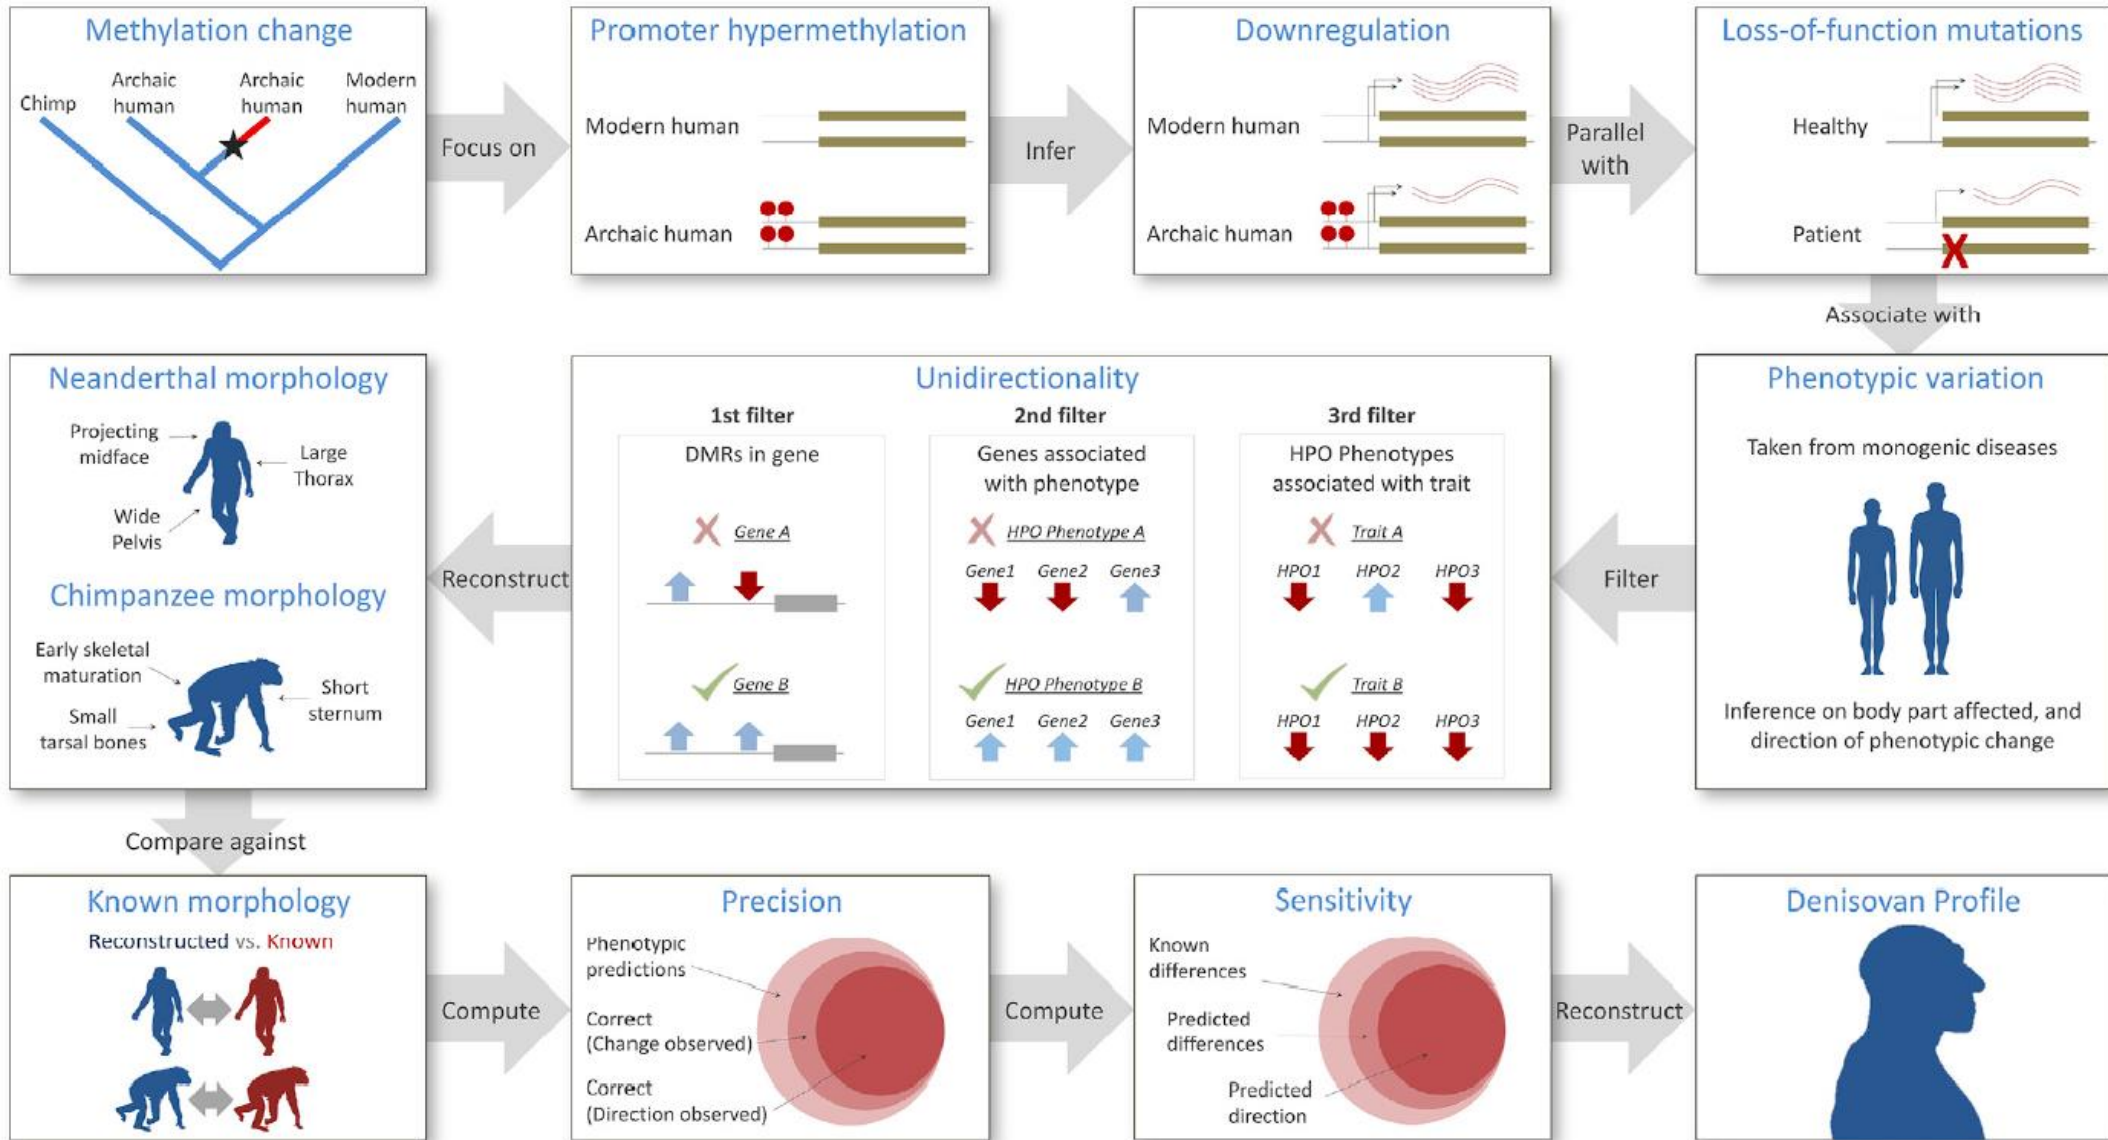 Methylation change
Chimp
Archaic
human
Archaic
human
Modern
human
Focus on
Promoter hypermethylation
Modern human
Archaic human
Infer
Downregulation
Modern human
Archaic human
Parallel
with
Loss-of-function mutations
Healthy
Patient
X
Associate with
Phenotypic variation
Taken from monogenic diseases
Inference on body part affected, and
direction of phenotypic change
Filter
Unidirectionality
1st filter
DMRs in gene
Gene A
Gene B
2nd filter
Genes associated
with phenotype
HPO Phenotype A
Gene1 Gene2 Gene3
HPO Phenotype B
Gene1 Gene2 Gene3
3rd filter
HPO Phenotypes
associated with trait
Trait A
HPO1 HPO2 HPO3
Trait B
HPO1 HPO2 HPO3
Reconstruct
Neanderthal morphology
Projecting
midface
Large
Thorax
Wide
Pelvis
Chimpanzee morphology
Early skeletal
maturation
Short
sternum
Small
tarsal bones
Compare against
Known morphology
Reconstructed vs. Known
Compute
Precision
Phenotypic
predictions
Correct
(Change observed)
Correct
(Direction observed)
Compute
Sensitivity
Known
differences
Predicted
differences
Predicted
direction
Reconstruct
Denisovan Profile